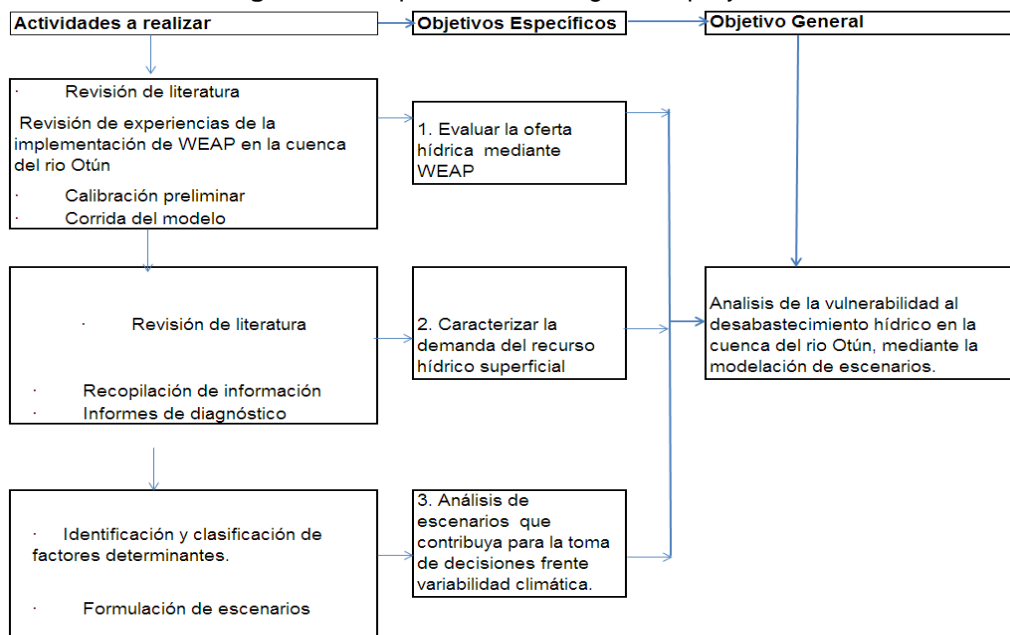 Actividades a realizar
Objetivos Específicos
Objetivo General
· Revisión de literatura
Revisión de experiencias de la
implementación de WEAP en la cuenca
del rio Otún
· Calibración preliminar
· Corrida del modelo
1. Evaluar la oferta
hídrica mediante
WEAP
· Revisión de literatura
· Recopilación de información
· Informes de diagnóstico
2. Caracterizar la
demanda del recurso
hídrico superficial
Analisis de la vulnerabilidad al
desabastecimiento hídrico en la
cuenca del rio Otún, mediante la
modelación de escenarios.
· Identificación y clasificación de
factores determinantes.
· Formulación de escenarios
3. Análisis de
escenarios que
contribuya para la toma
de decisiones frente
variabilidad climática.